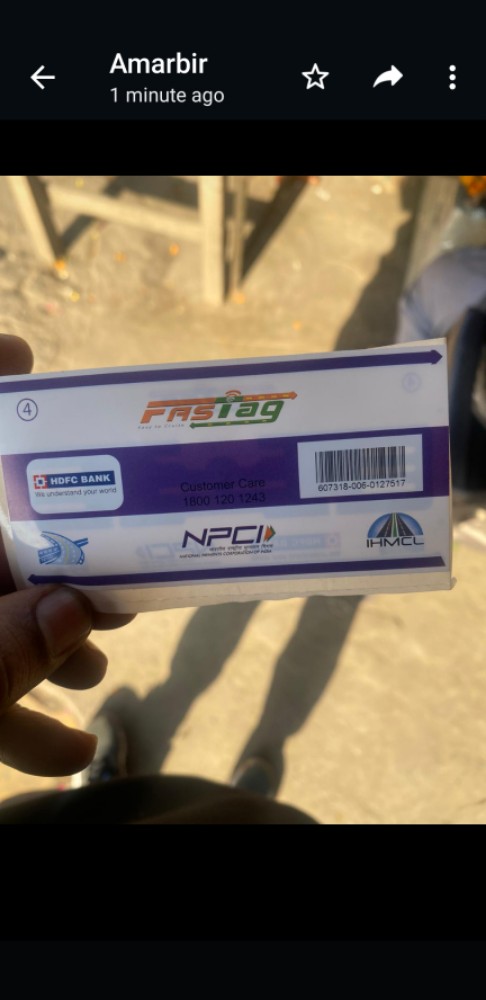 Amarbir
1 minute ago
4
FASTag
HDFC BANK
We understand your world
Customer Care
1800 120 1243
607318-006-0127517
NPCI
NATIONAL PAYMENTS CORPORATION OF INDIA
IHMCL